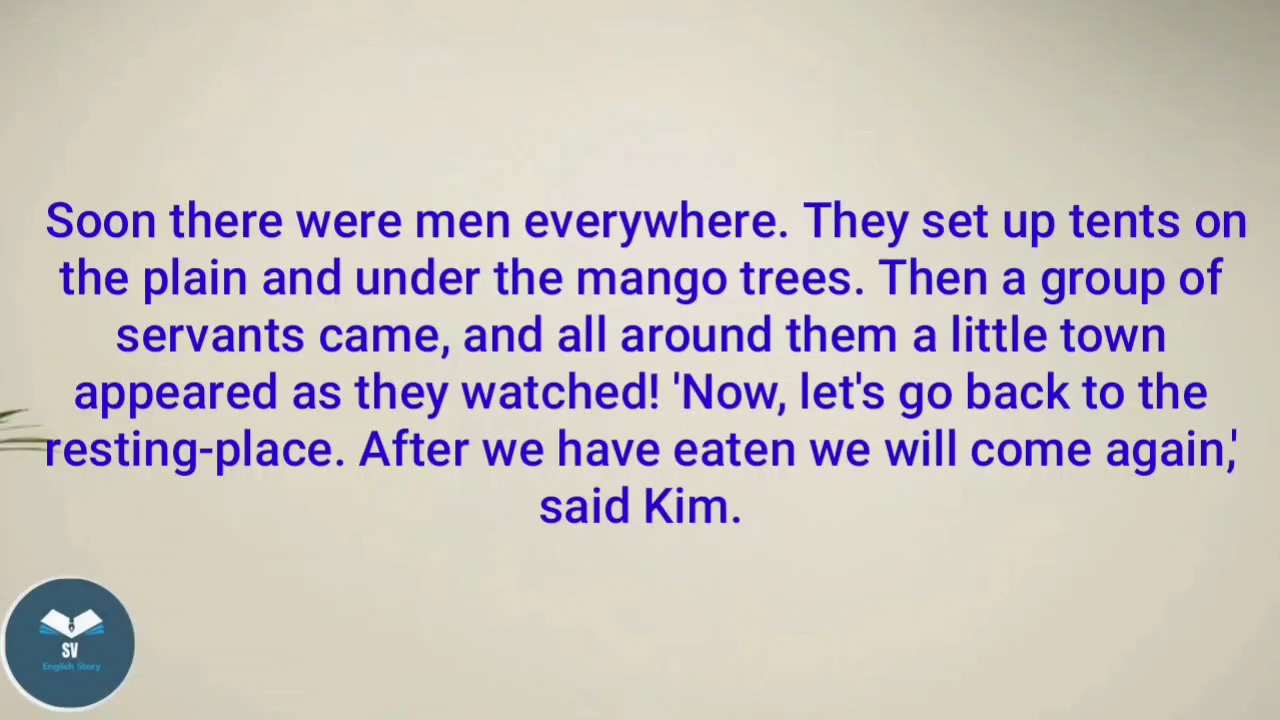 Soon there were men everywhere. They set up tents on
the plain and under the mango trees. Then a group of
servants came, and all around them a little town
appeared as they watched! 'Now, let's go back to the
resting-place. After we have eaten we will come again,'
said Kim.
SV
English Story